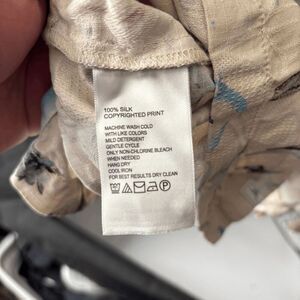 100% SILK
COPYRIGHTED PRINT
MACHINE WASH COLD
WITH LIKE COLORS
MILD DETERGENT
GENTLE CYCLE
ONLY NON-CHLORINE BLEACH
WHEN NEEDED
HANG DRY
COOL IRON
FOR BEST RESULTS DRY CLEAN